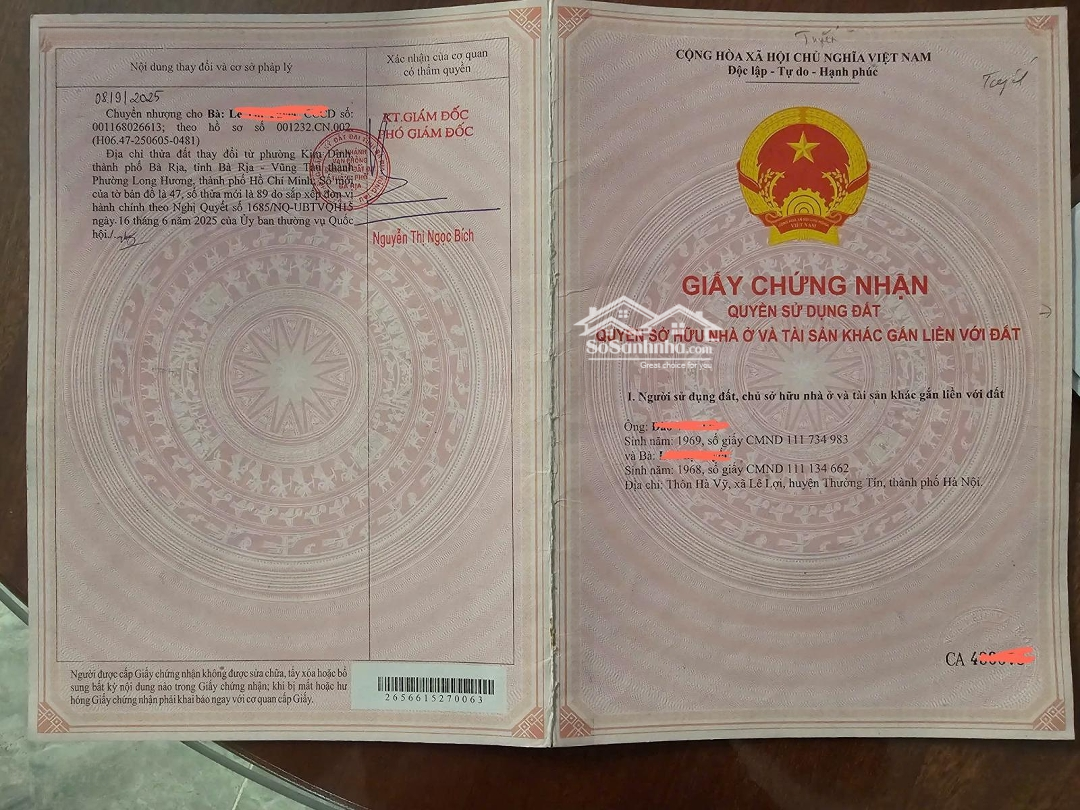 Nội dung thay đổi và cơ sở pháp lý
Xác nhận của cơ quan
có thẩm quyền
08/9/2025
Chuyển nhượng cho Bà: Lê CCCD số:
001168026613; theo hồ sơ số 001232.CN.002
(H06.47-250605-0481)
Địa chỉ thửa đất thay đổi từ phường Kim Dinh,
thành phố Bà Rịa, tỉnh Bà Rịa - Vũng Tàu thành
Phường Long Hương, thành phố Hồ Chí Minh; Số mới
của tờ bản đồ là 47, số thửa mới là 89 do sắp xếp đơn vị
hành chính theo Nghị Quyết số 1685/NQ-UBTVQH15
ngày 16 tháng 6 năm 2025 của Ủy ban thường vụ Quốc
hội./.
KT.GIÁM ĐỐC
PHÓ GIÁM ĐỐC
Nguyễn Thị Ngọc Bích
Người được cấp Giấy chứng nhận không được sửa chữa, tẩy xóa hoặc bổ
sung bất kỳ nội dung nào trong Giấy chứng nhận; khi bị mất hoặc hư
hỏng Giấy chứng nhận phải khai báo ngay với cơ quan cấp Giấy.
2656615270063
CỘNG HÒA XÃ HỘI CHỦ NGHĨA VIỆT NAM
Độc lập - Tự do - Hạnh phúc
VIỆT NAM
GIẤY CHỨNG NHẬN
QUYỀN SỬ DỤNG ĐẤT
QUYỀN SỞ HỮU NHÀ Ở VÀ TÀI SẢN KHÁC GẮN LIỀN VỚI ĐẤT
SoSanhnha.com
Great choice for you
I. Người sử dụng đất, chủ sở hữu nhà ở và tài sản khác gắn liền với đất
Ông:
Sinh năm: 1969, số giấy CMND 111 734 983
và Bà:
Sinh năm: 1968, số giấy CMND 111 134 662
Địa chỉ: Thôn Hà Vỹ, xã Lê Lợi, huyện Thường Tín, thành phố Hà Nội.
CA